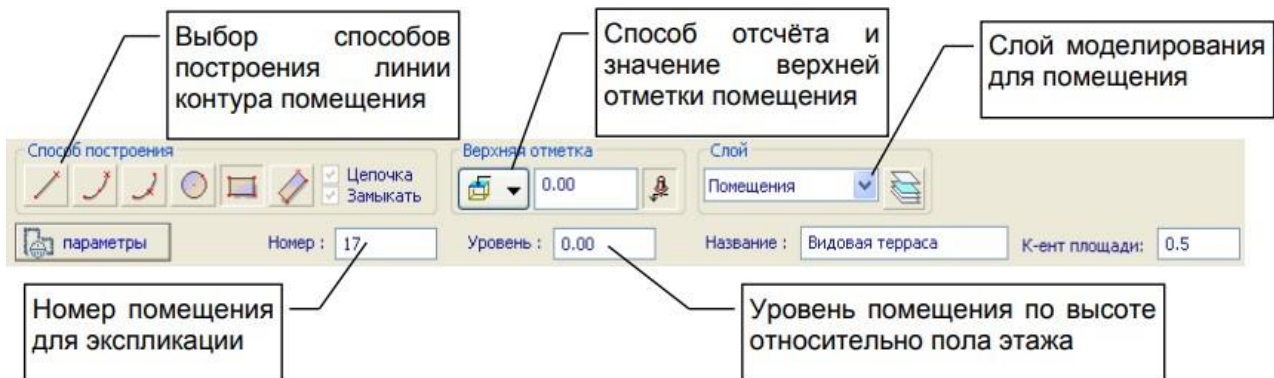 Выбор способов
построения линии
контура помещения
Способ отсчёта и
значение верхней
отметки помещения
Слой моделирования
для помещения
Способ построения
Цепочка
Замыкать
Верхняя отметка
0.00
Слой
Помещения
параметры
Номер :
17
Уровень :
0.00
Название :
Видовая терраса
К-ент площади:
0.5
Номер помещения
для экспликации
Уровень помещения по высоте
относительно пола этажа